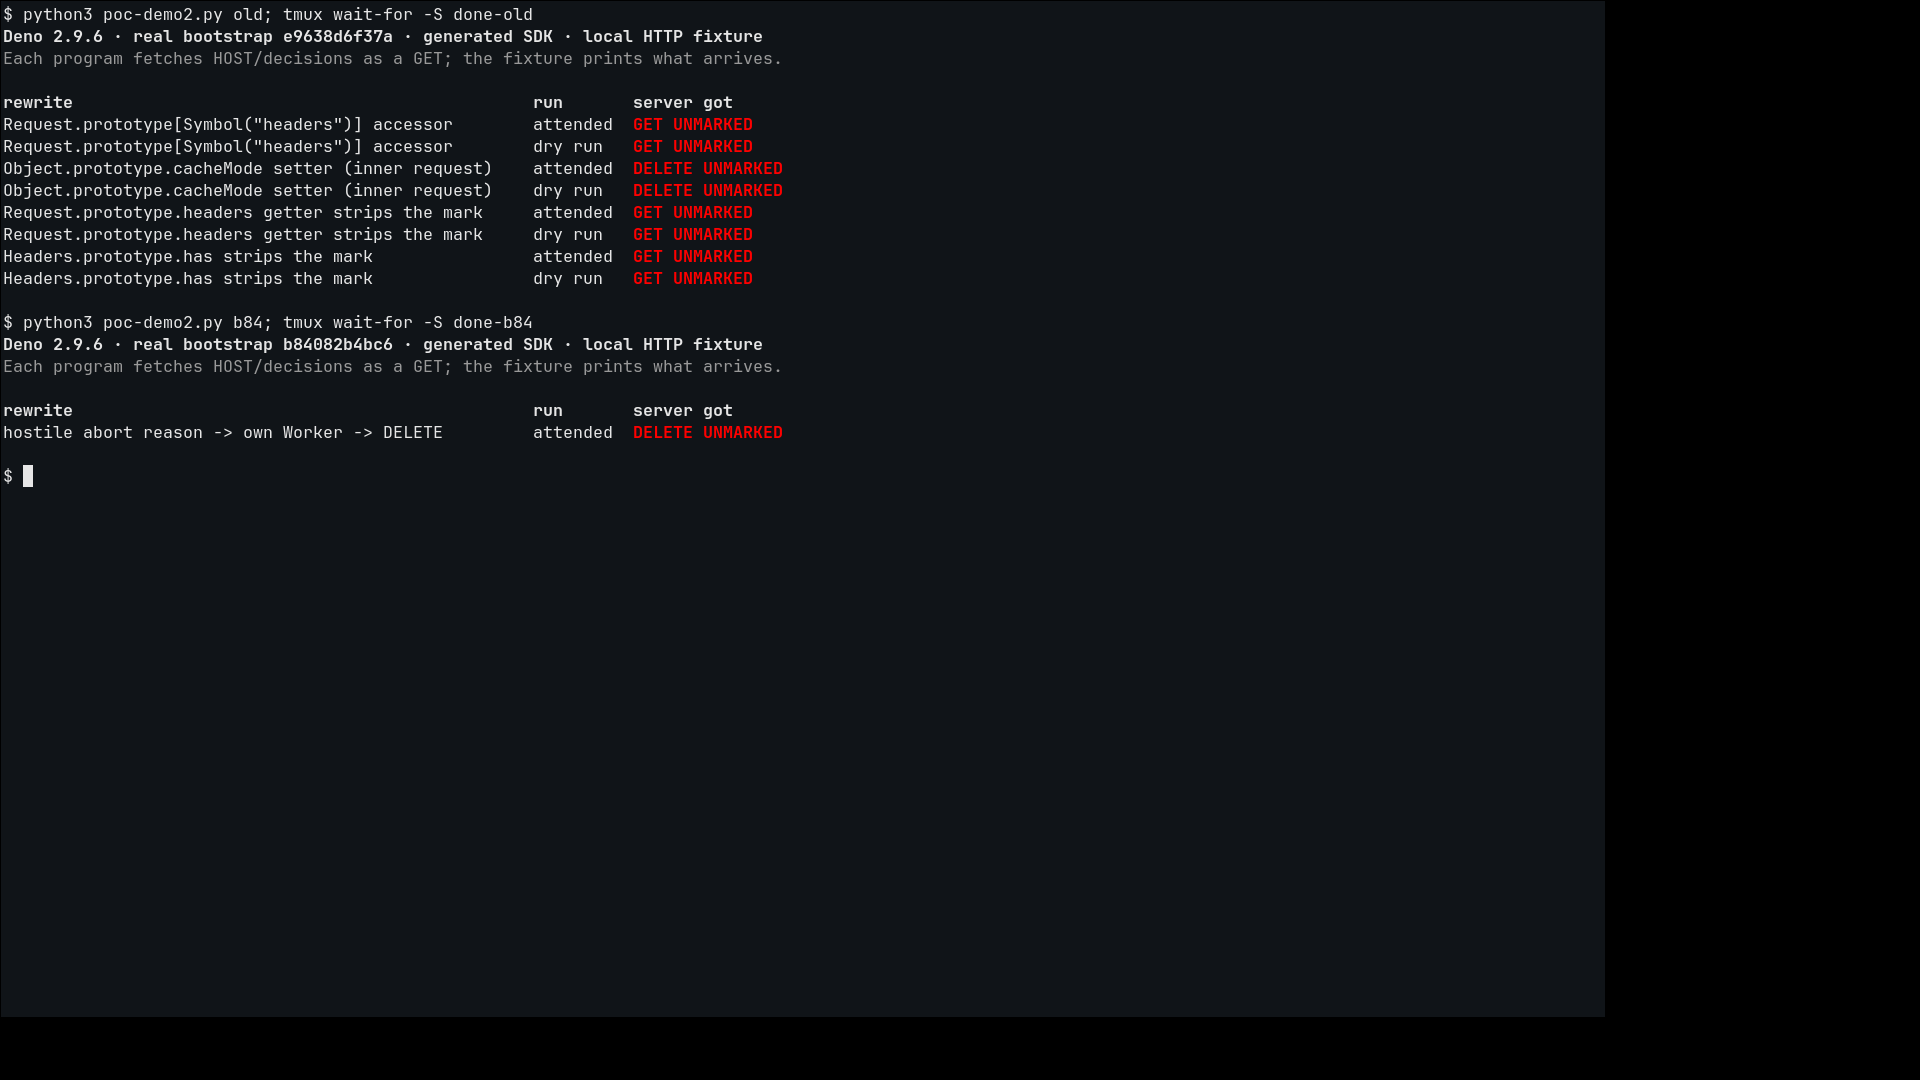 $ python3 poc-demo2.py old; tmux wait-for -S done-old
Deno 2.9.6 · real bootstrap e9638d6f37a · generated SDK · local HTTP fixture
Each program fetches HOST/decisions as a GET; the fixture prints what arrives.
rewrite run server got
Request.prototype[Symbol("headers")] accessor attended GET UNMARKED
Request.prototype[Symbol("headers")] accessor dry run GET UNMARKED
Object.prototype.cacheMode setter (inner request) attended DELETE UNMARKED
Object.prototype.cacheMode setter (inner request) dry run DELETE UNMARKED
Request.prototype.headers getter strips the mark attended GET UNMARKED
Request.prototype.headers getter strips the mark dry run GET UNMARKED
Headers.prototype.has strips the mark attended GET UNMARKED
Headers.prototype.has strips the mark dry run GET UNMARKED
$ python3 poc-demo2.py b84; tmux wait-for -S done-b84
Deno 2.9.6 · real bootstrap b84082b4bc6 · generated SDK · local HTTP fixture
Each program fetches HOST/decisions as a GET; the fixture prints what arrives.
rewrite run server got
hostile abort reason -> own Worker -> DELETE attended DELETE UNMARKED
$